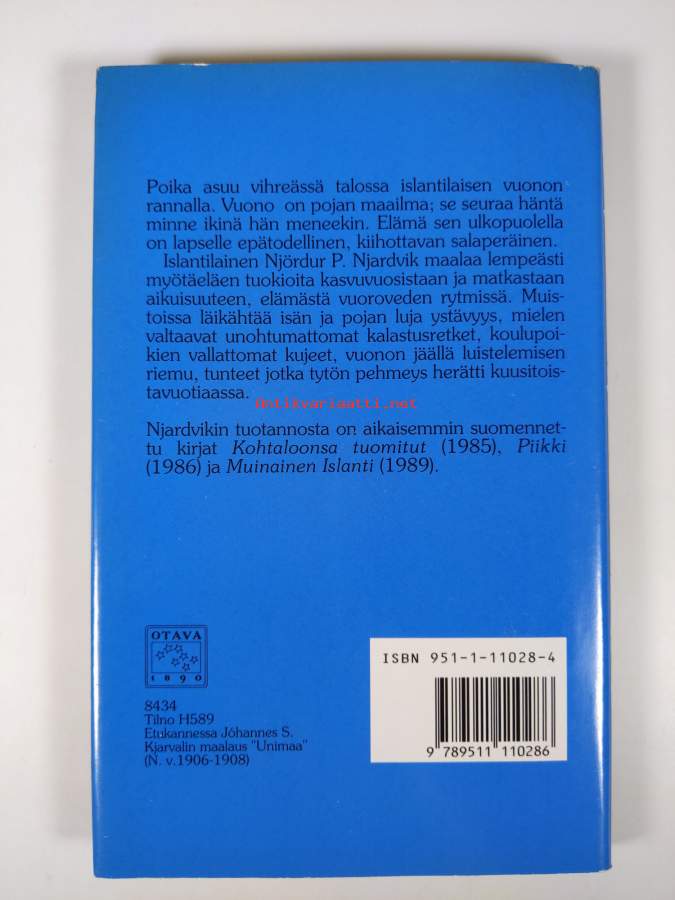 Poika asuu vihreässä talossa islantilaisen vuonon
rannalla. Vuono on pojan maailma; se seuraa häntä
minne ikinä hän meneekin. Elämä sen ulkopuolella
on lapselle epätodellinen, kiihottavan salaperäinen.
Islantilainen Njördur P. Njardvik maalaa lempeästi
myötäeläen tuokioita kasvuvuosistaan ja matkastaan
aikuisuuteen, elämästä vuoroveden rytmissä. Muis-
toissa läikähtää isän ja pojan luja ystävyys, mielen
valtaavat unohtumattomat kalastusretket, koulupoi-
kien vallattomat kujeet, vuonon jäällä luistelemisen
riemu, tunteet jotka tytön pehmeys herätti kuusitois-
tavuotiaassa.
antikvariaatti.net
Njardvikin tuotannosta on aikaisemmin suomennet-
tu kirjat Kohtaloonsa tuomitut (1985), Piikki
(1986) ja Muinainen Islanti (1989).
OTAVA
1890
8434
Tilno H589
Etukannessa Jóhannes S.
Kjarvalin maalaus "Unimaa"
(N. v.1906-1908)
ISBN 951-1-11028-4
9 789511 110286